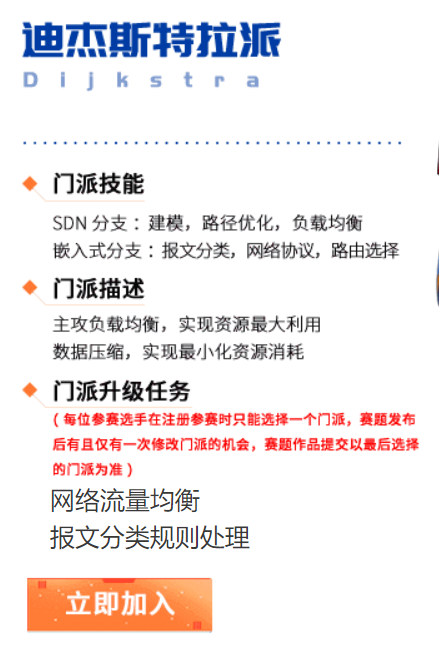 迪杰斯特拉派
Dijkstra
门派技能
SDN 分支：建模，路径优化，负载均衡
嵌入式分支：报文分类，网络协议，路由选择
门派描述
主攻负载均衡，实现资源最大利用
数据压缩，实现最小化资源消耗
门派升级任务
（每位参赛选手在注册参赛时只能选择一个门派，赛题发布
后有且仅有一次修改门派的机会，赛题作品提交以最后选择
的门派为准）
网络流量均衡
报文分类规则处理
立即加入